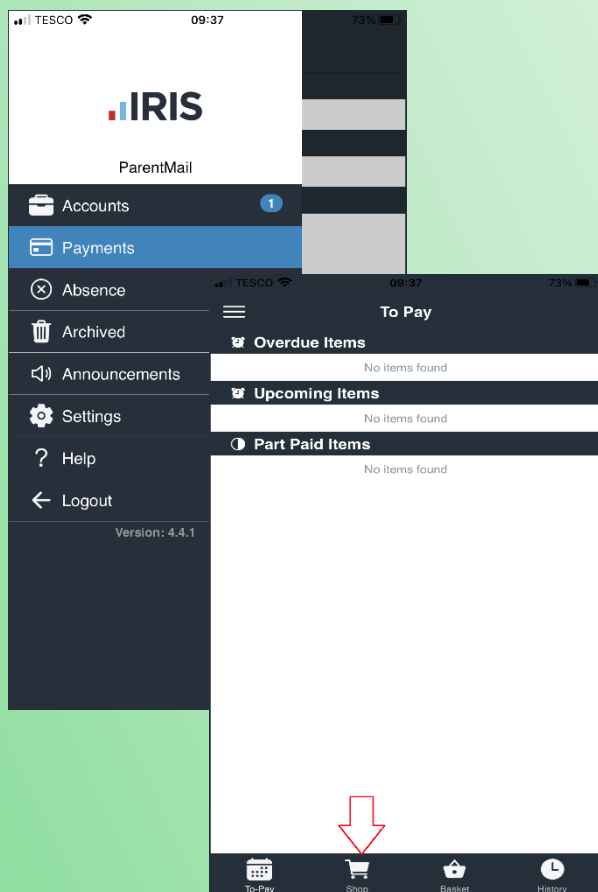 TESCO 09:37 73%
IRIS
ParentMail
Accounts 1
Payments
Absence
Archived
Announcements
Settings
? Help
Logout
Version: 4.4.1
TESCO 09:37 73%
To Pay
Overdue Items
No items found
Upcoming Items
No items found
Part Paid Items
No items found
To-Pay Shop Basket History